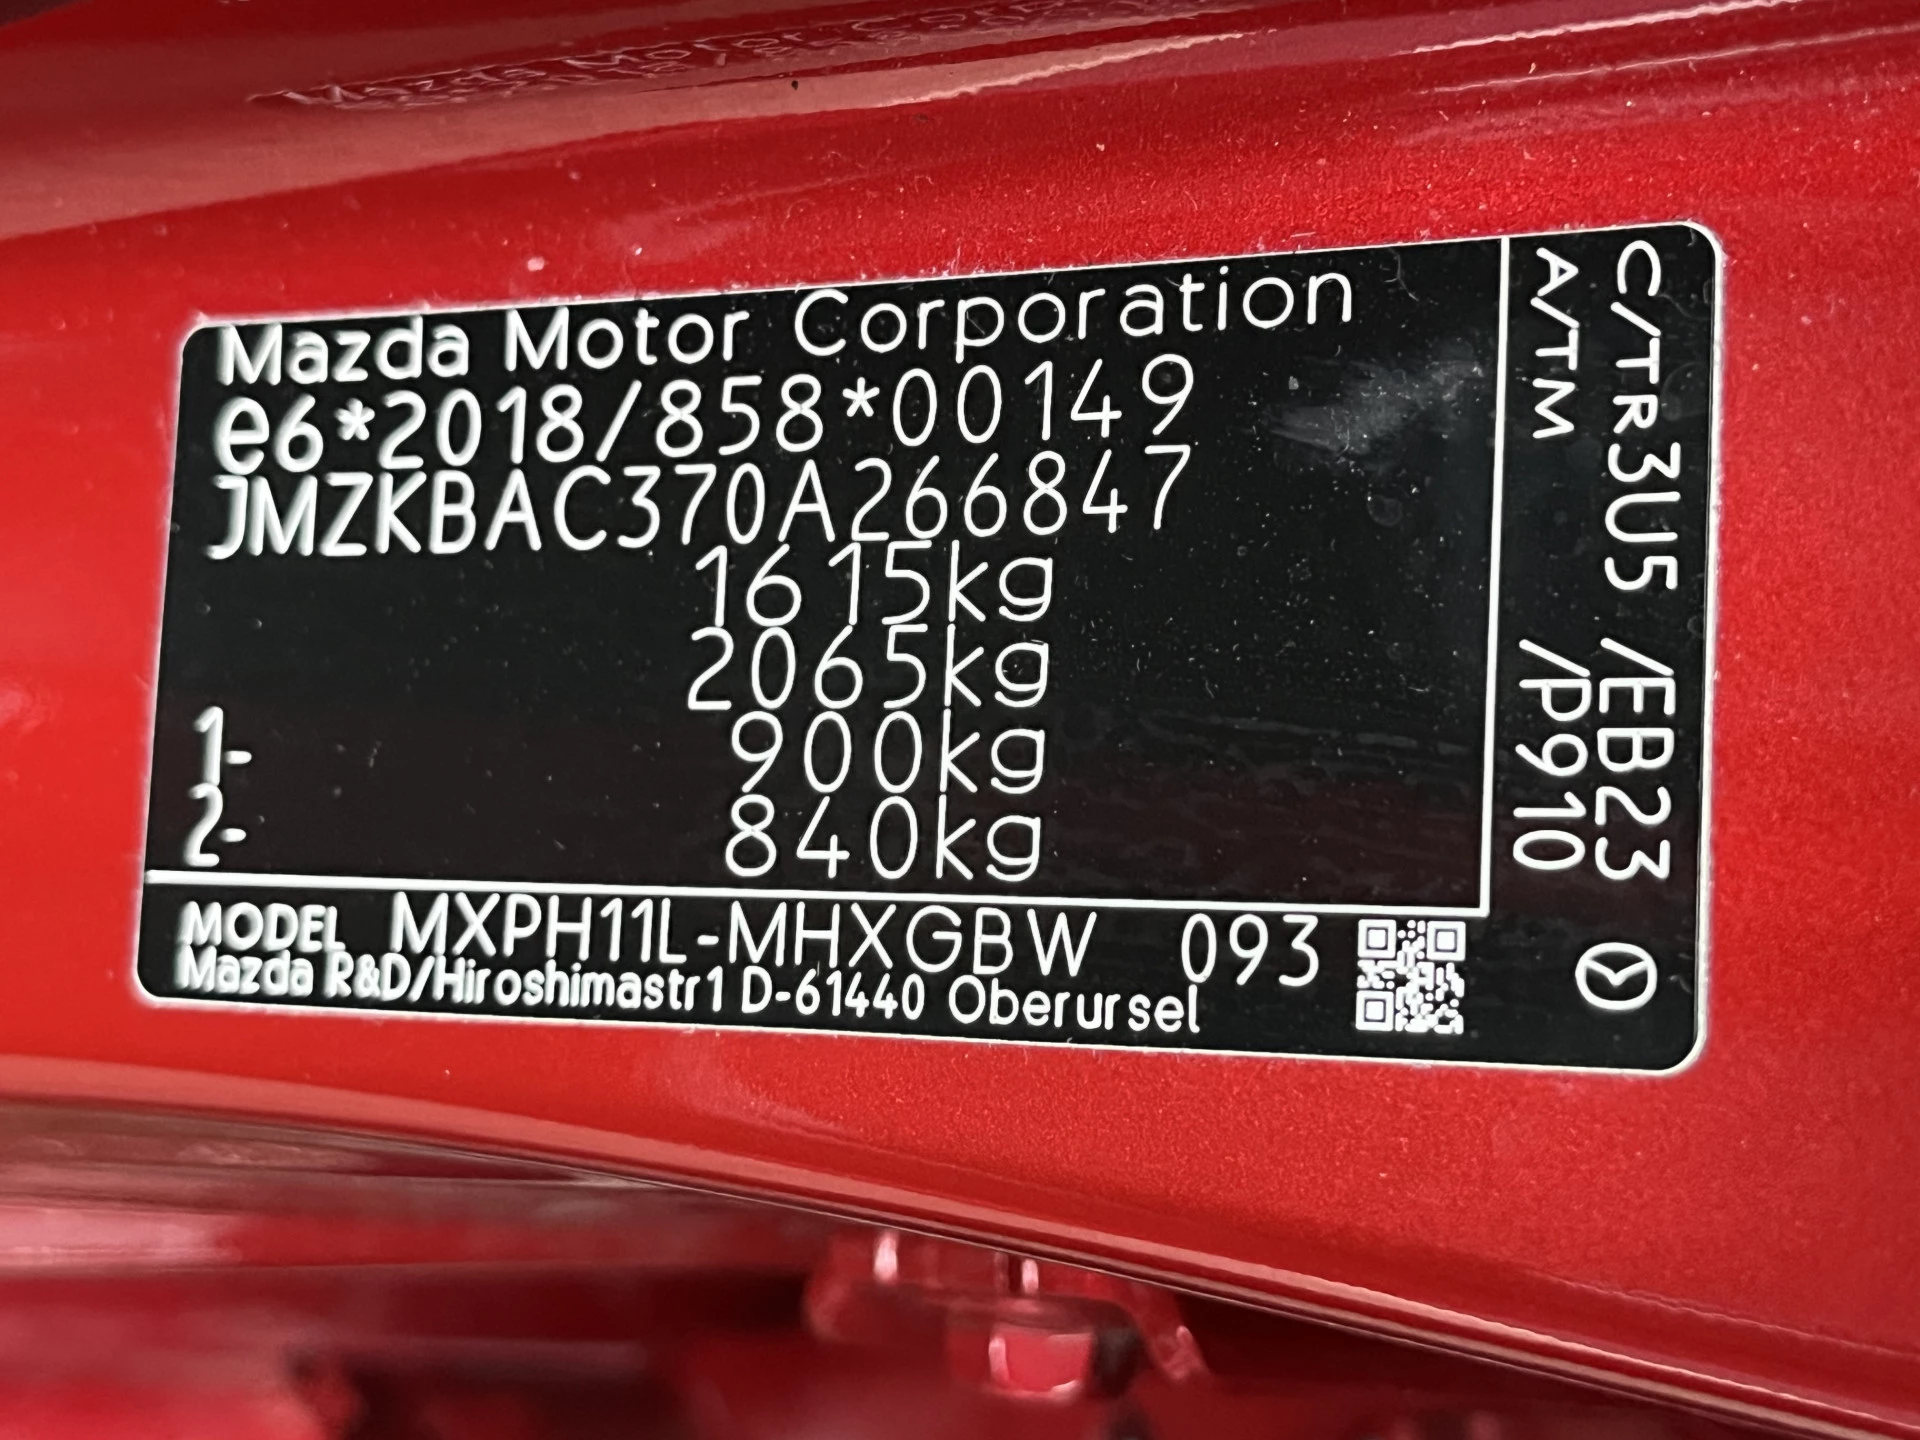 Mazda Motor Corporation
e6*2018/858*00149
JMZKBAC370A266847
1615kg
2065kg
1- 900kg
2- 840kg
MODEL MXPH11L-MHXGBW 093
Mazda R&D/Hiroshimastr1 D-61440 Oberursel
C/TR3U5 /EB23
A/TM /P910